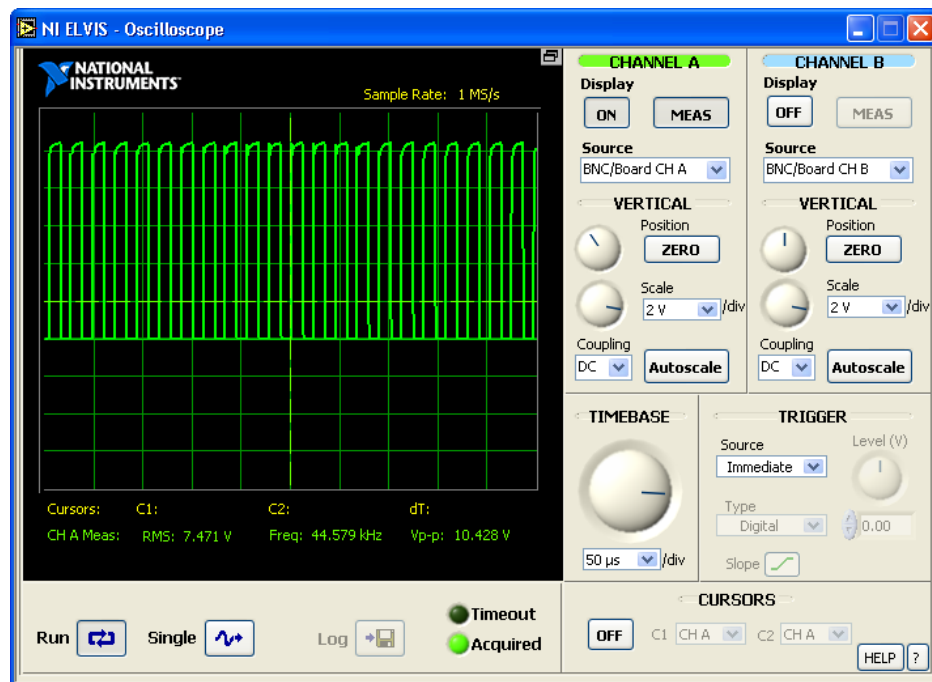 NI ELVIS - Oscilloscope
NATIONAL
INSTRUMENTS™
Sample Rate: 1 MS/s
Cursors: C1: C2: dT:
CH A Meas: RMS: 7.471 V Freq: 44.579 kHz Vp-p: 10.428 V
CHANNEL A
Display
ON MEAS
Source
BNC/Board CH A
VERTICAL
Position
ZERO
Scale
2 V /div
Coupling
DC Autoscale
CHANNEL B
Display
OFF MEAS
Source
BNC/Board CH B
VERTICAL
Position
ZERO
Scale
2 V /div
Coupling
DC Autoscale
TIMEBASE
50 µs /div
TRIGGER
Source
Immediate
Level (V)
Type
Digital
0.00
Slope
Run Single Log
Timeout
Acquired
CURSORS
OFF C1 CH A C2 CH A
HELP ?